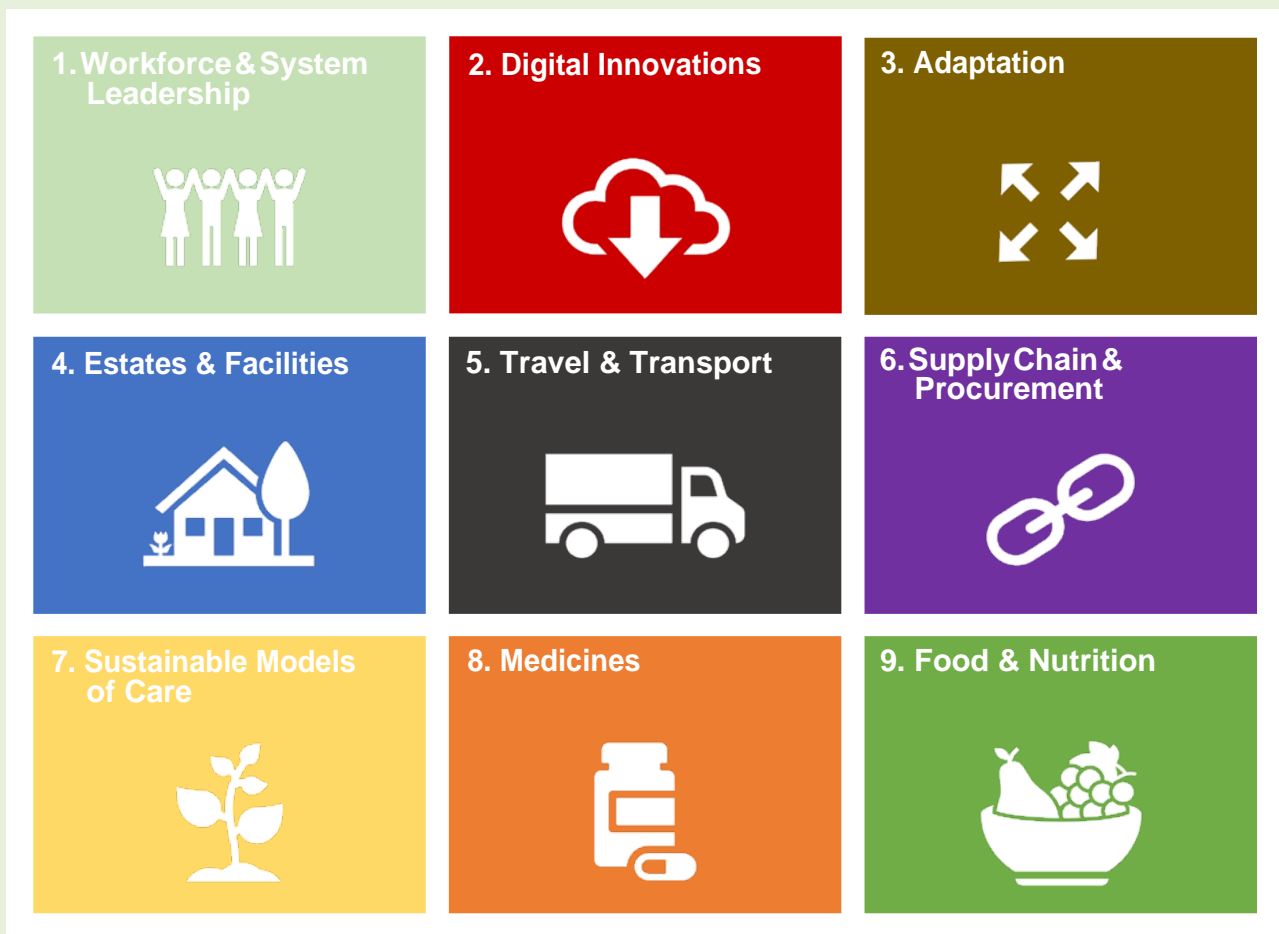 1. Workforce & System
Leadership
2. Digital Innovations
3. Adaptation
4. Estates & Facilities
5. Travel & Transport
6. Supply Chain &
Procurement
7. Sustainable Models
of Care
8. Medicines
9. Food & Nutrition